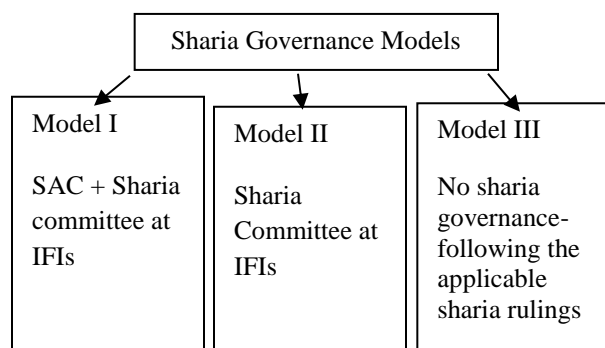 Sharia Governance Models
Model I
SAC + Sharia
committee at
IFIs
Model II
Sharia
Committee at
IFIs
Model III
No sharia
governance-
following the
applicable
sharia rulings